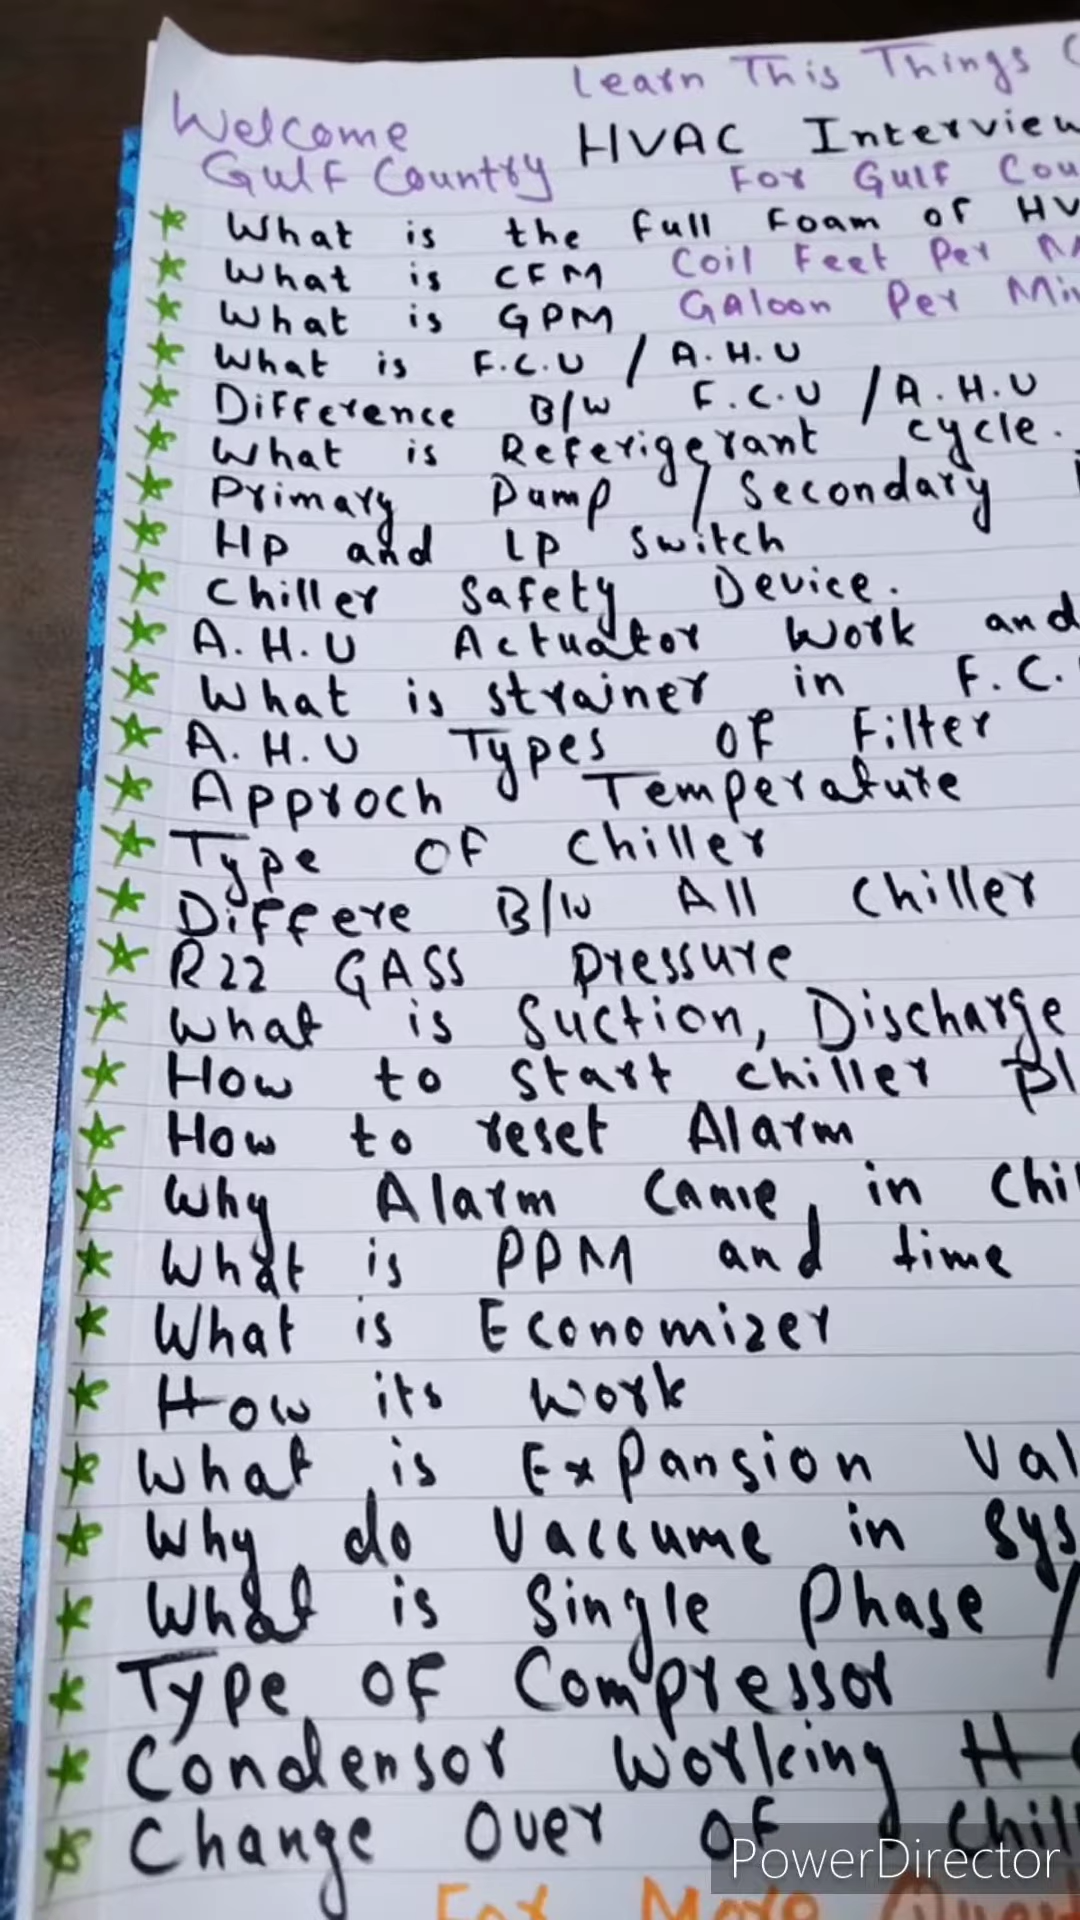 Learn This Things
Welcome
Gulf Country
HVAC Interview
For Gulf
* What is the Full Foam of
* What is CFM Coil Feet Per
* What is GPM Galoon Per
* What is F.C.U / A.H.U
* Difference B/W F.C.U / A.H.U
* What is Referigerant cycle.
* Primary Pump / Secondary
* HP and LP Switch
* Chiller Safety Device.
* A.H.U Actuator Work and
* What is strainer in F.C.
* A.H.U Types OF Filter
* Approch Temperature
* Type OF Chiller
* Differe B/W All Chiller
* R22 GASS Pressure
* What is Suction, Discharge
* How to Start Chiller
* How to reset Alarm
* Why Alarm Came in
* What is PPM and time
* What is Economizer
* How its Work
* What is Expansion
* Why do Vaccume in
* What is Single Phase /
* Type OF Compressor
* Condensor Working
* Change Over OF
PowerDirector
For More